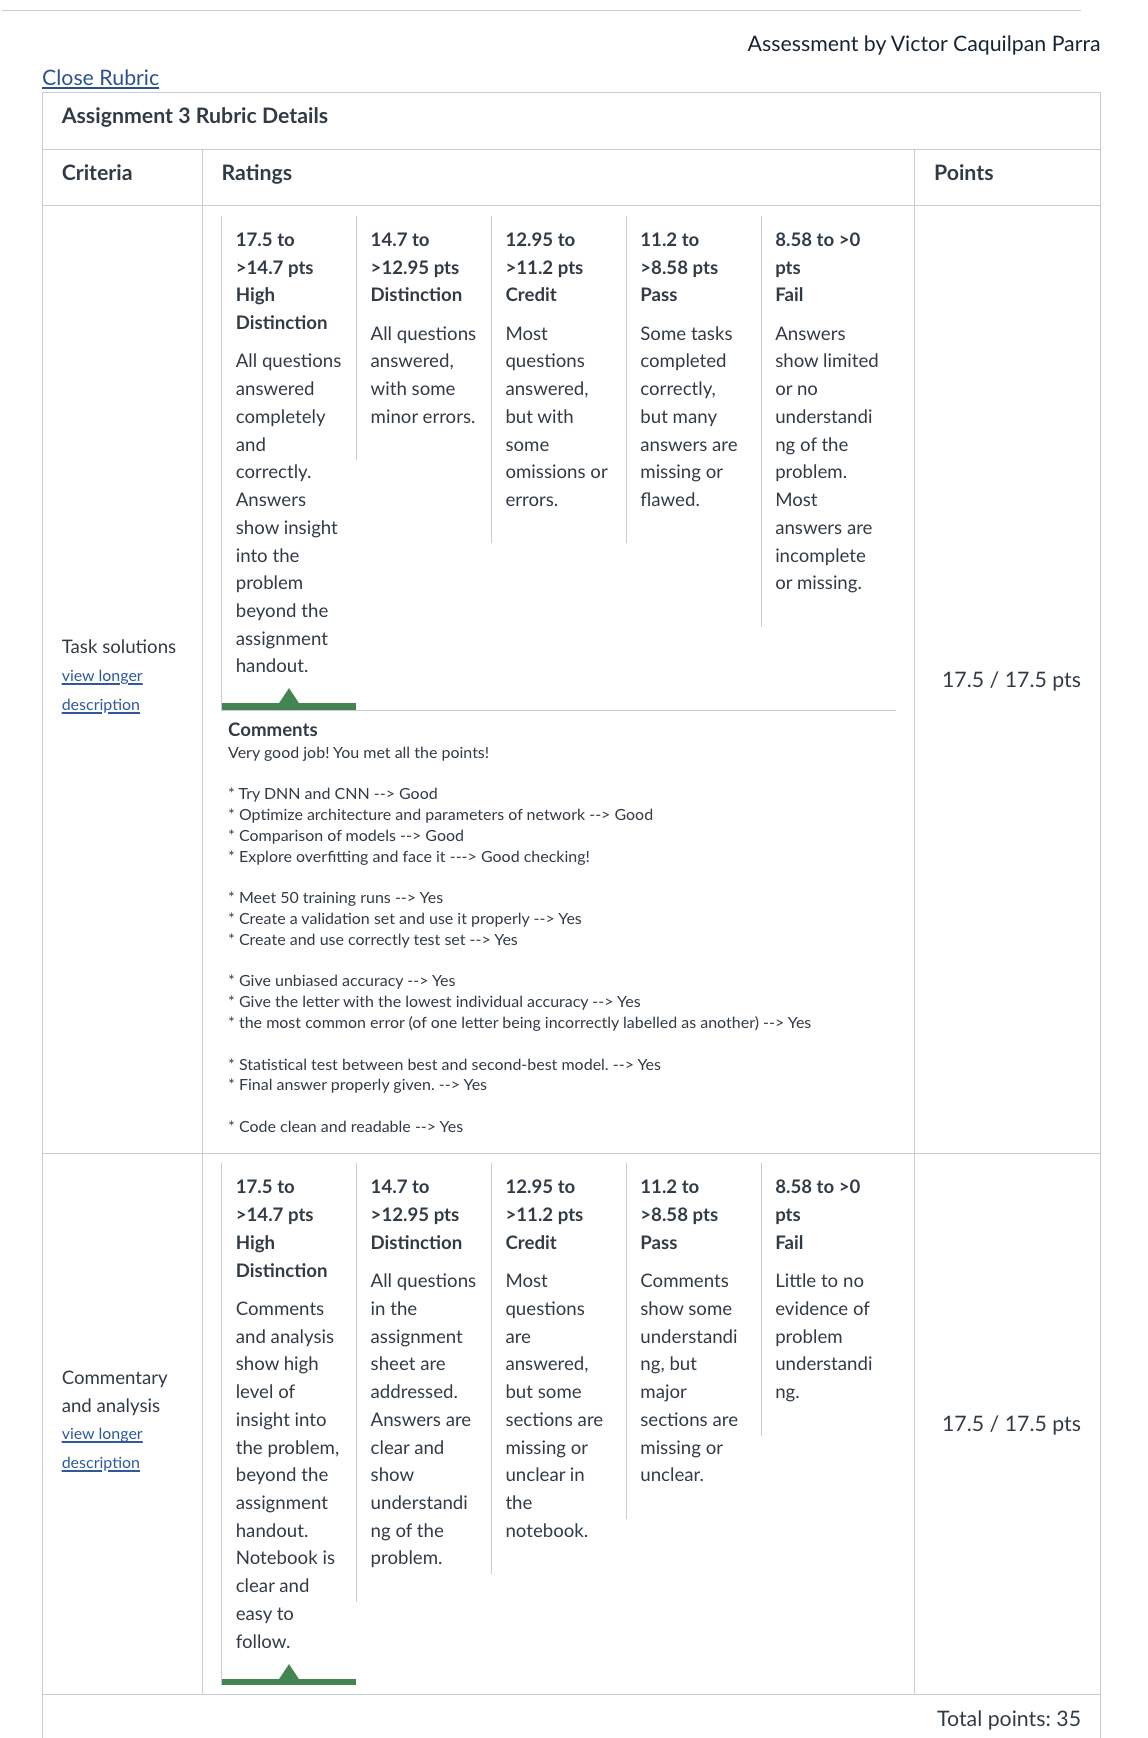 Assessment by Victor Caquilpan Parra
Close Rubric
Assignment 3 Rubric Details
Criteria
Ratings
Points
Task solutions
view longer
description
17.5 to
>14.7 pts
High
Distinction
All questions
answered
completely
and
correctly.
Answers
show insight
into the
problem
beyond the
assignment
handout.
14.7 to
>12.95 pts
Distinction
All questions
answered,
with some
minor errors.
12.95 to
>11.2 pts
Credit
Most
questions
answered,
but with
some
omissions or
errors.
11.2 to
>8.58 pts
Pass
Some tasks
completed
correctly,
but many
answers are
missing or
flawed.
8.58 to >0
pts
Fail
Answers
show limited
or no
understandi
ng of the
problem.
Most
answers are
incomplete
or missing.
17.5 / 17.5 pts
Comments
Very good job! You met all the points!
* Try DNN and CNN --> Good
* Optimize architecture and parameters of network --> Good
* Comparison of models --> Good
* Explore overfitting and face it ---> Good checking!
* Meet 50 training runs --> Yes
* Create a validation set and use it properly --> Yes
* Create and use correctly test set --> Yes
* Give unbiased accuracy --> Yes
* Give the letter with the lowest individual accuracy --> Yes
* the most common error (of one letter being incorrectly labelled as another) --> Yes
* Statistical test between best and second-best model. --> Yes
* Final answer properly given. --> Yes
* Code clean and readable --> Yes
Commentary
and analysis
view longer
description
17.5 to
>14.7 pts
High
Distinction
Comments
and analysis
show high
level of
insight into
the problem,
beyond the
assignment
handout.
Notebook is
clear and
easy to
follow.
14.7 to
>12.95 pts
Distinction
All questions
in the
assignment
sheet are
addressed.
Answers are
clear and
show
understandi
ng of the
problem.
12.95 to
>11.2 pts
Credit
Most
questions
are
answered,
but some
sections are
missing or
unclear in
the
notebook.
11.2 to
>8.58 pts
Pass
Comments
show some
understandi
ng, but
major
sections are
missing or
unclear.
8.58 to >0
pts
Fail
Little to no
evidence of
problem
understandi
ng.
17.5 / 17.5 pts
Total points: 35